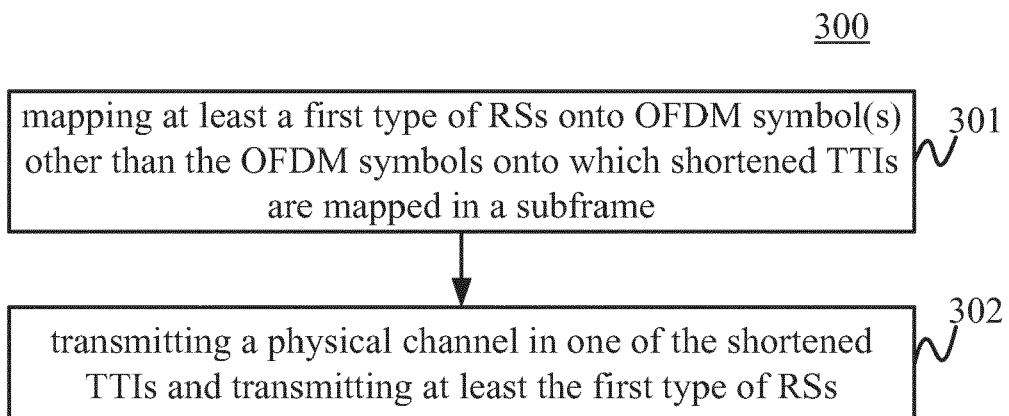 300
mapping at least a first type of RSs onto OFDM symbol(s)
other than the OFDM symbols onto which shortened TTIs
are mapped in a subframe
301
transmitting a physical channel in one of the shortened
TTIs and transmitting at least the first type of RSs
302